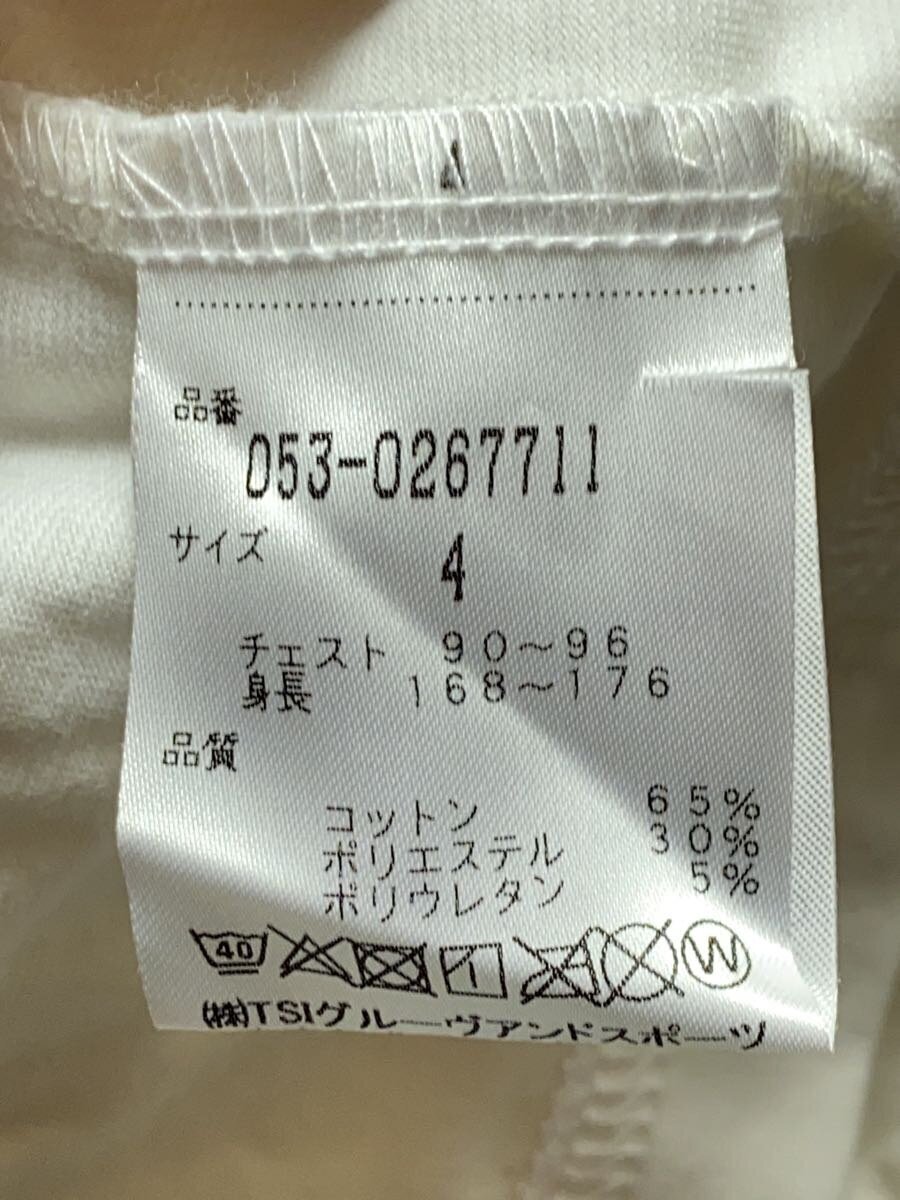 4
品番
053-0267711
サイズ 4
チェスト 90～96
身長 168～176
品質
コットン 65%
ポリエステル 30%
ポリウレタン 5%
40 W
(株)TSIグルーヴアンドスポーツ